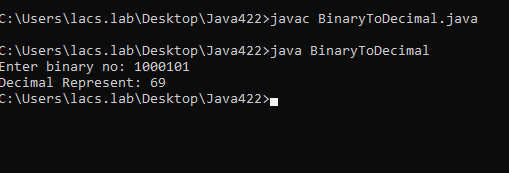 C:\Users\lacs.lab\Desktop\Java422>javac BinaryToDecimal.java
C:\Users\lacs.lab\Desktop\Java422>java BinaryToDecimal
Enter binary no: 1000101
Decimal Represent: 69
C:\Users\lacs.lab\Desktop\Java422>